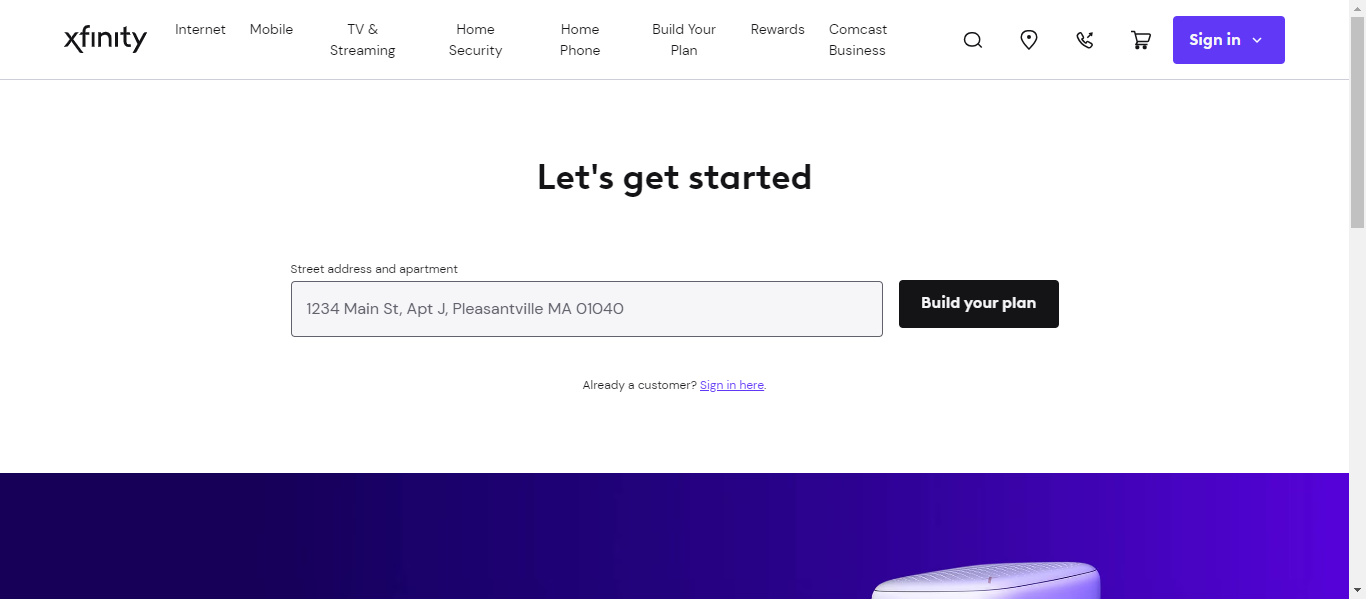 xfinity
Internet
Mobile
TV &
Streaming
Home
Security
Home
Phone
Build Your
Plan
Rewards
Comcast
Business
Sign in
Let's get started
Street address and apartment
1234 Main St, Apt J, Pleasantville MA 01040
Build your plan
Already a customer? Sign in here.